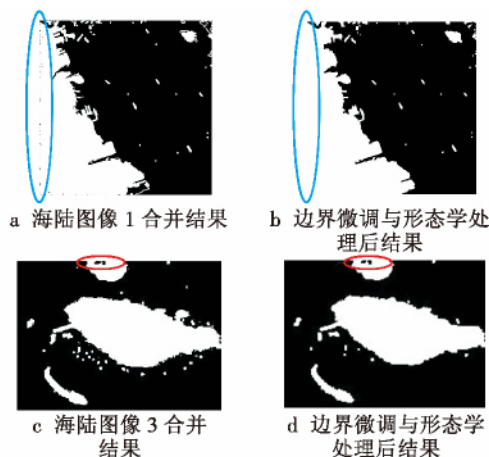 a 海陆图像 1 合并结果
b 边界微调与形态学处
理后结果
c 海陆图像 3 合并
结果
d 边界微调与形态学
处理后结果